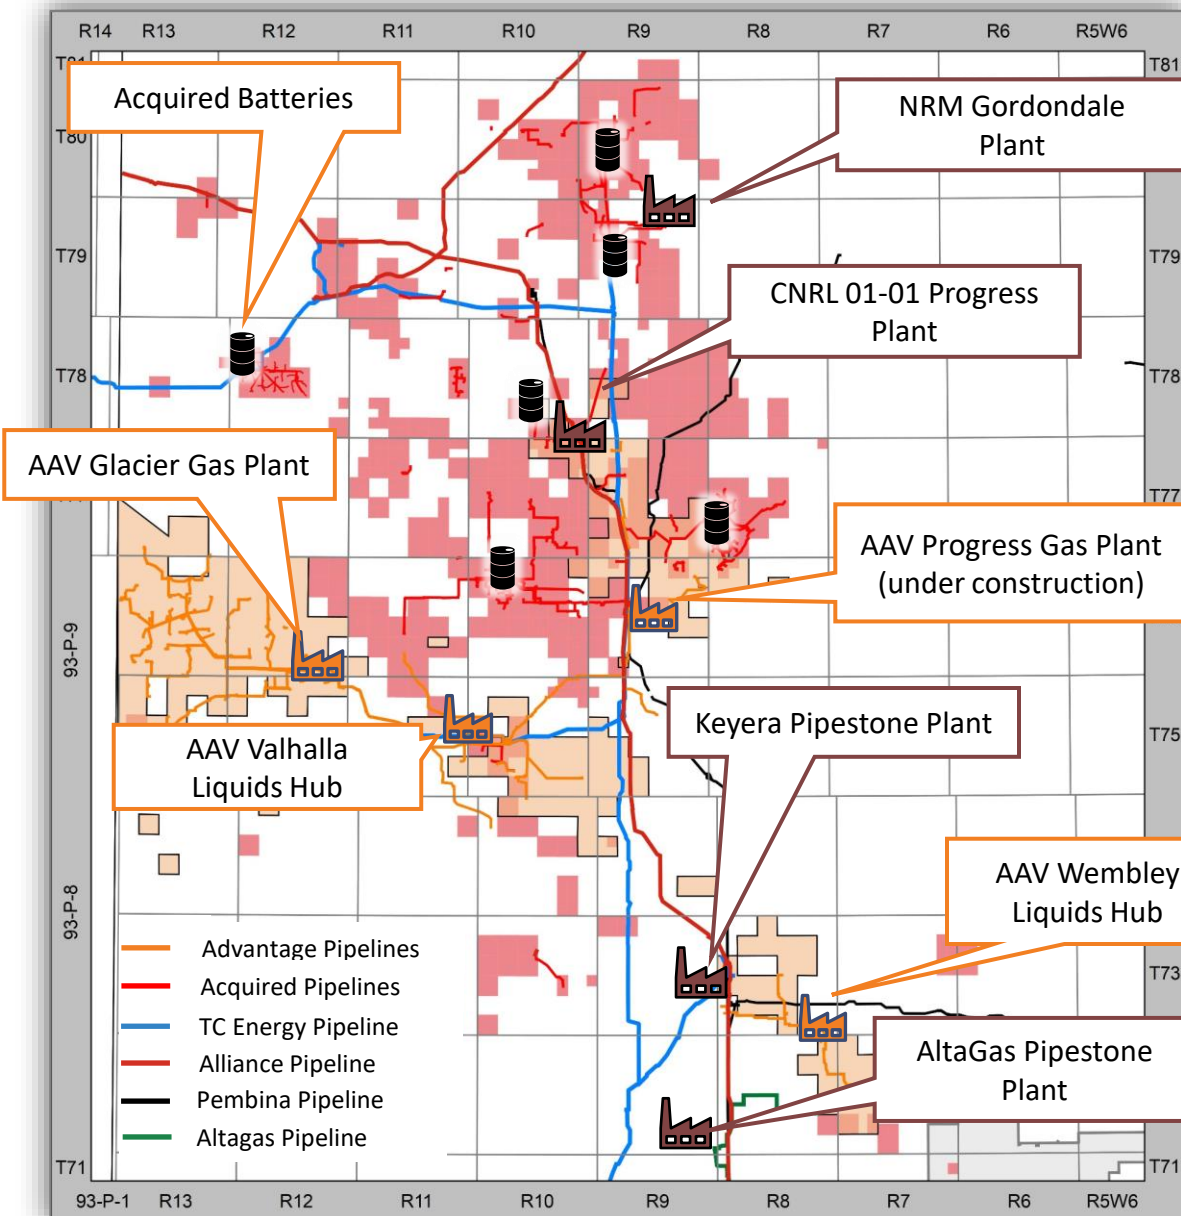 R14 R13 R12 R11 R10 R9 R8 R7 R6 R5W6
T81
Acquired Batteries
NRM Gordondale
Plant
T80 T80
T79 T79
CNRL 01-01 Progress
Plant
T78 T78
AAV Glacier Gas Plant
T77
AAV Progress Gas Plant
(under construction)
93-P-9
Keyera Pipestone Plant
T75
AAV Valhalla
Liquids Hub
AAV Wembley
Liquids Hub
93-P-8
Advantage Pipelines
Acquired Pipelines
TC Energy Pipeline
Alliance Pipeline
Pembina Pipeline
Altagas Pipeline
T73
AltaGas Pipestone
Plant
T71 T71
93-P-1 R13 R12 R11 R10 R9 R8 R7 R6 R5W6